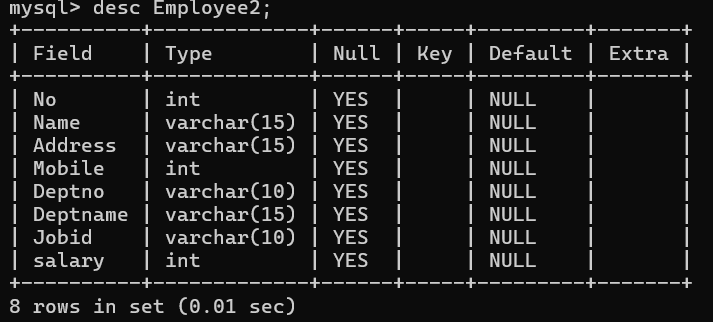 mysql> desc Employee2;
+----------+-------------+------+-----+---------+-------+
| Field    | Type        | Null | Key | Default | Extra |
+----------+-------------+------+-----+---------+-------+
| No       | int         | YES  |     | NULL    |       |
| Name     | varchar(15) | YES  |     | NULL    |       |
| Address  | varchar(15) | YES  |     | NULL    |       |
| Mobile   | int         | YES  |     | NULL    |       |
| Deptno   | varchar(10) | YES  |     | NULL    |       |
| Deptname | varchar(15) | YES  |     | NULL    |       |
| Jobid    | varchar(10) | YES  |     | NULL    |       |
| salary   | int         | YES  |     | NULL    |       |
+----------+-------------+------+-----+---------+-------+
8 rows in set (0.01 sec)